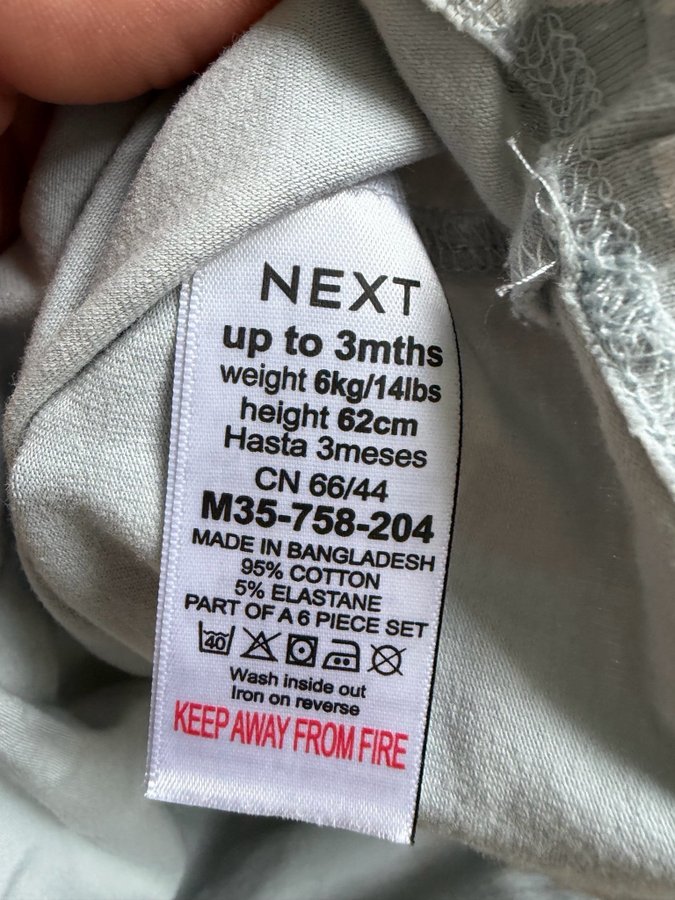 NEXT
up to 3mths
weight 6kg/14lbs
height 62cm
Hasta 3meses
CN 66/44
M35-758-204
MADE IN BANGLADESH
95% COTTON
5% ELASTANE
PART OF A 6 PIECE SET
40
Wash inside out
Iron on reverse
KEEP AWAY FROM FIRE